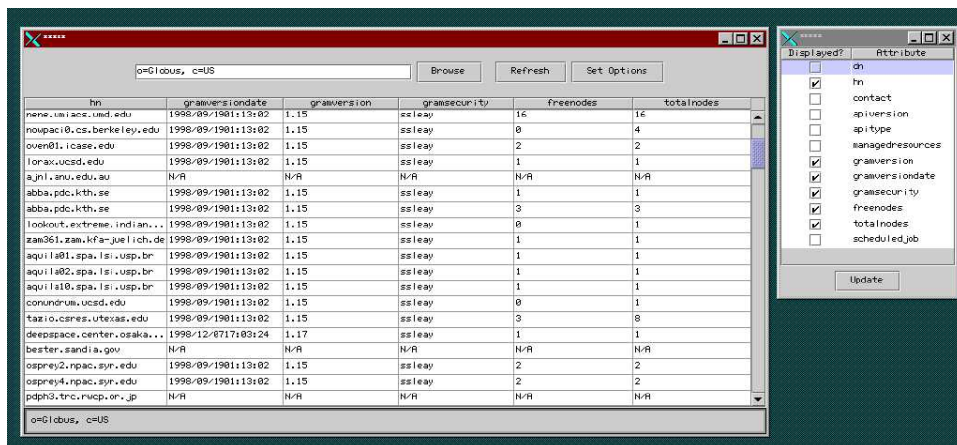 *****
o=Globus, c=US Browse Refresh Set Options
hn gramversiondate gramversion gramsecurity freenodes totalnodes
nene.umiacs.umd.edu 1998/09/1901:13:02 1.15 ssleay 16 16
nowpaci0.cs.berkeley.edu 1998/09/1901:13:02 1.15 ssleay 0 4
oven01.icase.edu 1998/09/1901:13:02 1.15 ssleay 2 2
lorax.ucsd.edu 1998/09/1901:13:02 1.15 ssleay 1 1
ajnl.anu.edu.au N/A N/A N/A N/A N/A
abba.pdc.kth.se 1998/09/1901:13:02 1.15 ssleay 1 1
abba.pdc.kth.se 1998/09/1901:13:02 1.15 ssleay 3 3
lookout.extreme.indian... 1998/09/1901:13:02 1.15 ssleay 0 1
zam361.zam.kfa-juelich.de 1998/09/1901:13:02 1.15 ssleay 1 1
aquila01.spa.lsi.usp.br 1998/09/1901:13:02 1.15 ssleay 1 1
aquila02.spa.lsi.usp.br 1998/09/1901:13:02 1.15 ssleay 1 1
aquila10.spa.lsi.usp.br 1998/09/1901:13:02 1.15 ssleay 1 1
conundrum.ucsd.edu 1998/09/1901:13:02 1.15 ssleay 0 1
tazio.csres.utexas.edu 1998/09/1901:13:02 1.15 ssleay 3 8
deepspace.center.osaka... 1998/12/0717:03:24 1.17 ssleay 1 1
bester.sandia.gov N/A N/A N/A N/A N/A
osprey2.npac.syr.edu 1998/09/1901:13:02 1.15 ssleay 2 2
osprey4.npac.syr.edu 1998/09/1901:13:02 1.15 ssleay 2 2
pdph3.trc.rwcp.or.jp N/A N/A N/A N/A N/A
o=Globus, c=US
*****
Displayed? Attribute
dn
hn
contact
apiversion
apitype
managedresources
gramversion
gramversiondate
gramsecurity
freenodes
totalnodes
scheduledjob
Update